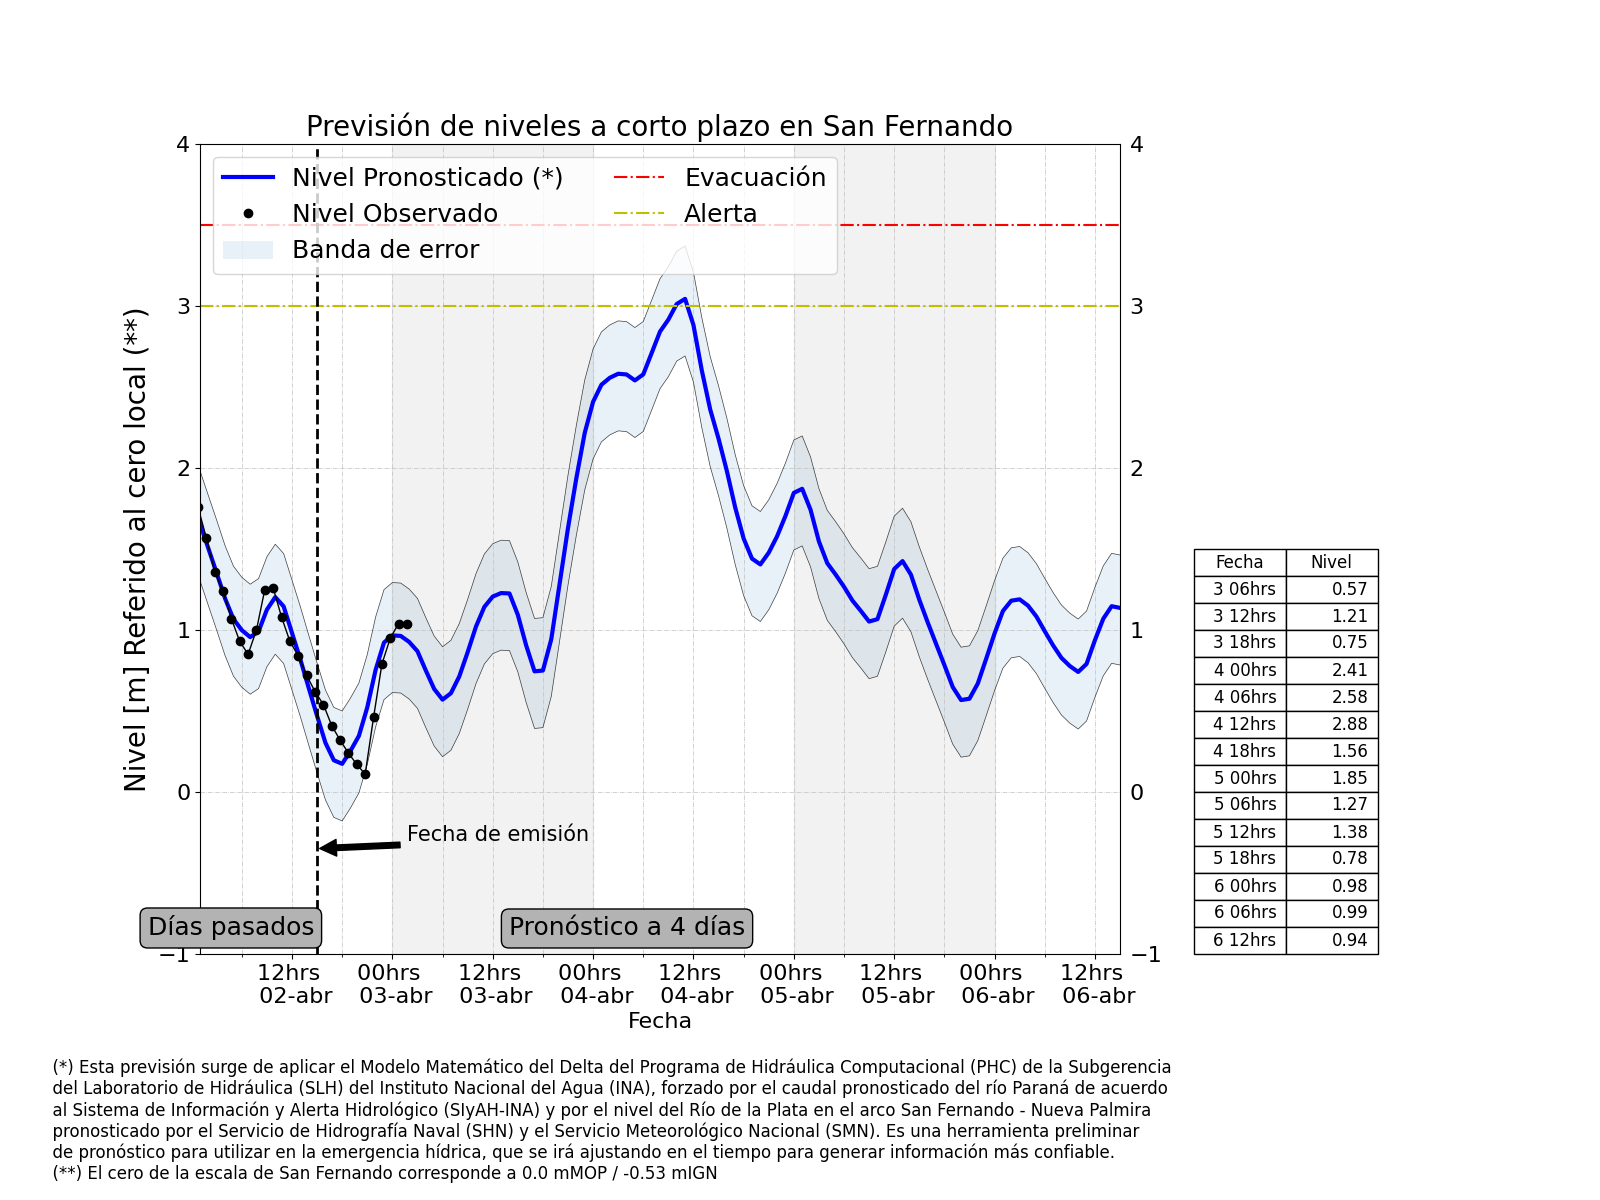 Previsión de niveles a corto plazo en San Fernando
Nivel Pronosticado (*)
Nivel Observado
Banda de error
Evacuación
Alerta
Nivel [m] Referido al cero local (**)
4
3
2
1
0
−1
4
3
2
1
0
−1
Fecha de emisión
Días pasados
Pronóstico a 4 días
12hrs
02-abr
00hrs
03-abr
12hrs
03-abr
00hrs
04-abr
12hrs
04-abr
00hrs
05-abr
12hrs
05-abr
00hrs
06-abr
12hrs
06-abr
Fecha
Fecha Nivel
3 06hrs 0.57
3 12hrs 1.21
3 18hrs 0.75
4 00hrs 2.41
4 06hrs 2.58
4 12hrs 2.88
4 18hrs 1.56
5 00hrs 1.85
5 06hrs 1.27
5 12hrs 1.38
5 18hrs 0.78
6 00hrs 0.98
6 06hrs 0.99
6 12hrs 0.94
(*) Esta previsión surge de aplicar el Modelo Matemático del Delta del Programa de Hidráulica Computacional (PHC) de la Subgerencia
del Laboratorio de Hidráulica (SLH) del Instituto Nacional del Agua (INA), forzado por el caudal pronosticado del río Paraná de acuerdo
al Sistema de Información y Alerta Hidrológico (SIyAH-INA) y por el nivel del Río de la Plata en el arco San Fernando - Nueva Palmira
pronosticado por el Servicio de Hidrografía Naval (SHN) y el Servicio Meteorológico Nacional (SMN). Es una herramienta preliminar
de pronóstico para utilizar en la emergencia hídrica, que se irá ajustando en el tiempo para generar información más confiable.
(**) El cero de la escala de San Fernando corresponde a 0.0 mMOP / -0.53 mIGN